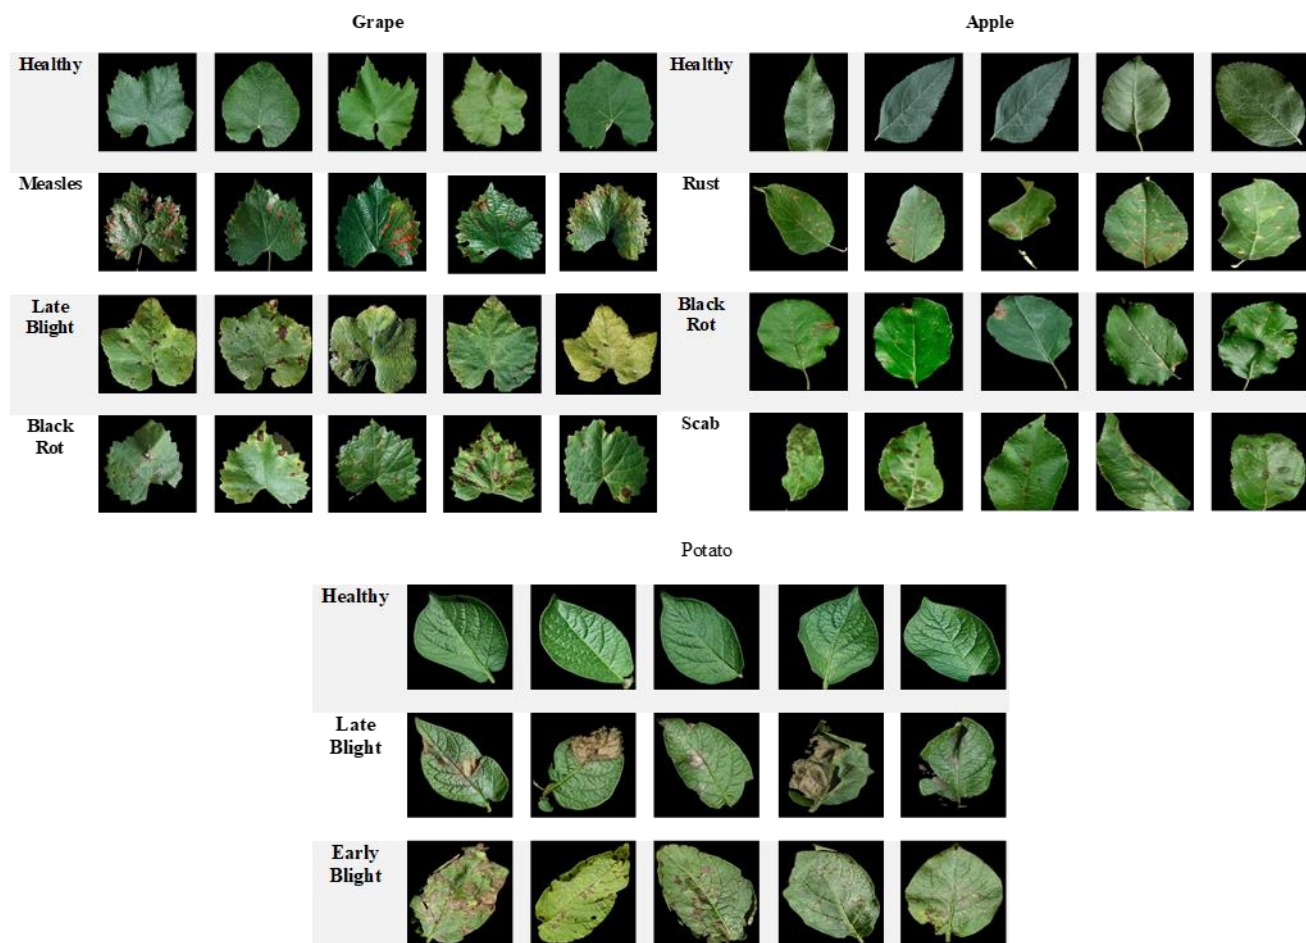 Grape
Healthy
Measles
Late
Blight
Black
Rot
Apple
Healthy
Rust
Black
Rot
Scab
Potato
Healthy
Late
Blight
Early
Blight